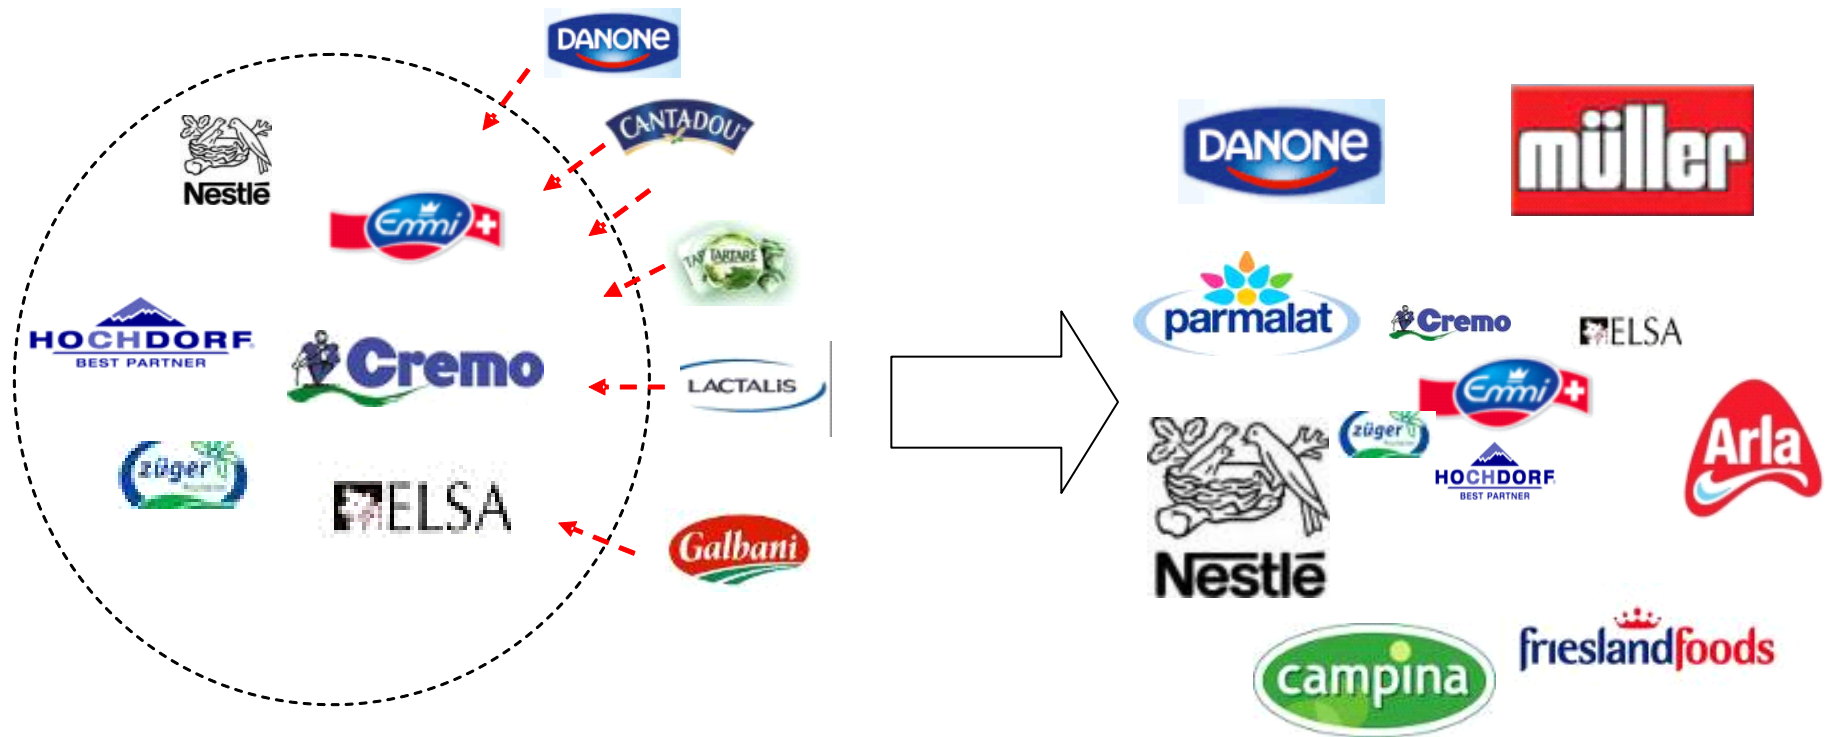 DANONE
CANTADOU
Nestlé
Emmi
TARTARE
HOCHDORF
BEST PARTNER
Cremo
LACTALIS
züger
ELSA
Galbani
DANONE
müller
parmalat
Cremo
ELSA
Emmi
Arla
züger
HOCHDORF
BEST PARTNER
Nestlé
campina
frieslandfoods